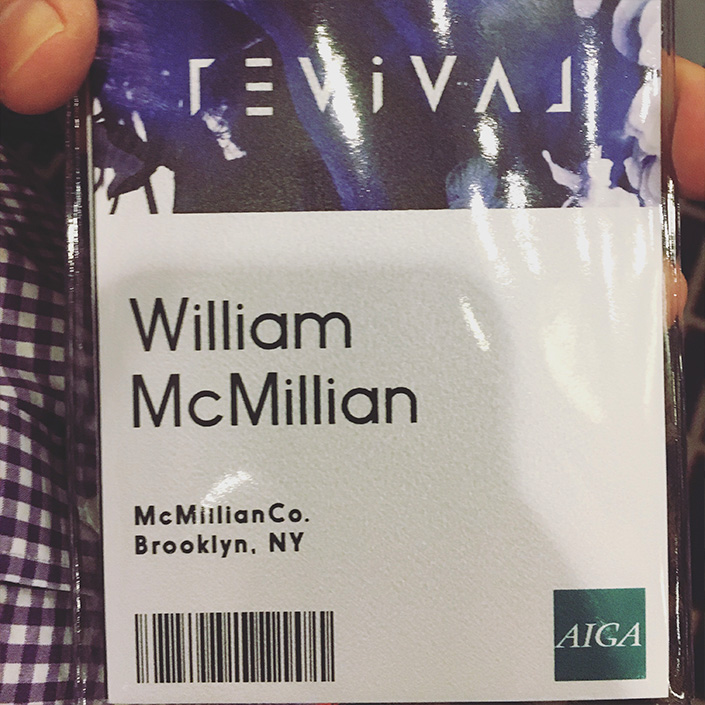 REViVAL
William
McMillian
McMillianCo.
Brooklyn, NY
AIGA